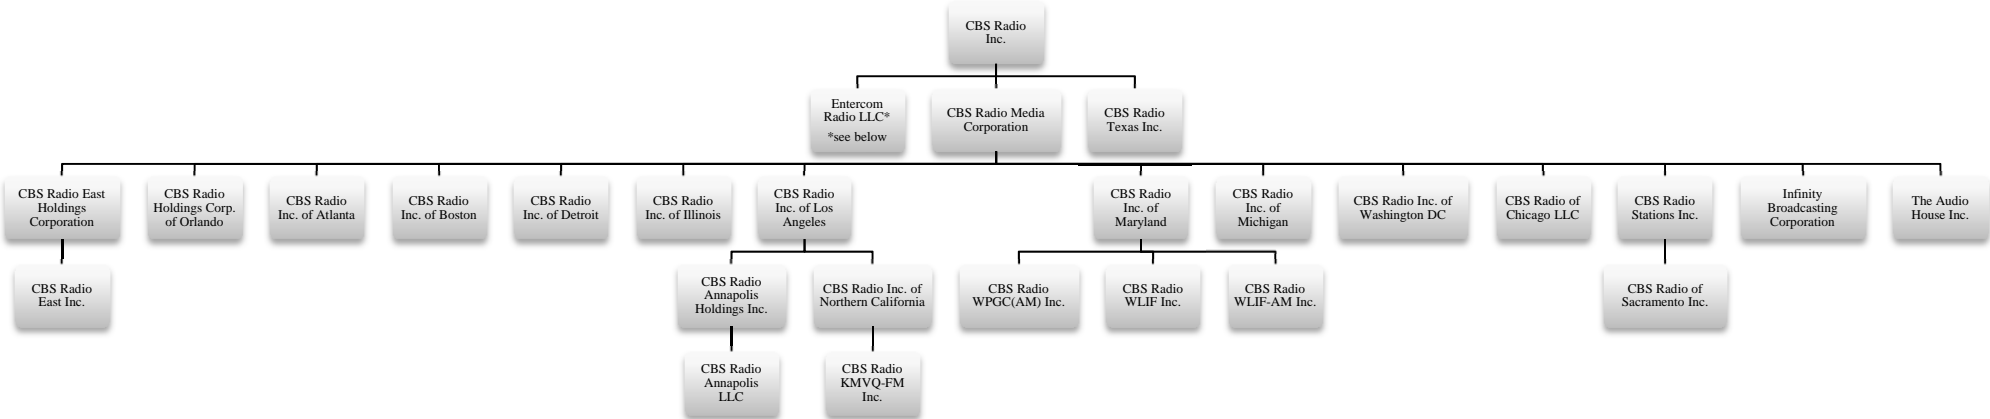 CBS Radio
Inc.
Entercom
Radio LLC*
*see below
CBS Radio Media
Corporation
CBS Radio
Texas Inc.
CBS Radio East
Holdings
Corporation
CBS Radio
Holdings Corp.
of Orlando
CBS Radio
Inc. of Atlanta
CBS Radio
Inc. of Boston
CBS Radio
Inc. of Detroit
CBS Radio
Inc. of Illinois
CBS Radio
Inc. of Los
Angeles
CBS Radio
Inc. of
Maryland
CBS Radio
Inc. of
Michigan
CBS Radio Inc. of
Washington DC
CBS Radio of
Chicago LLC
CBS Radio
Stations Inc.
Infinity
Broadcasting
Corporation
The Audio
House Inc.
CBS Radio
East Inc.
CBS Radio
Annapolis
Holdings Inc.
CBS Radio Inc. of
Northern California
CBS Radio
WPGC(AM) Inc.
CBS Radio
WLIF Inc.
CBS Radio
WLIF-AM Inc.
CBS Radio of
Sacramento Inc.
CBS Radio
Annapolis
LLC
CBS Radio
KMVQ-FM
Inc.